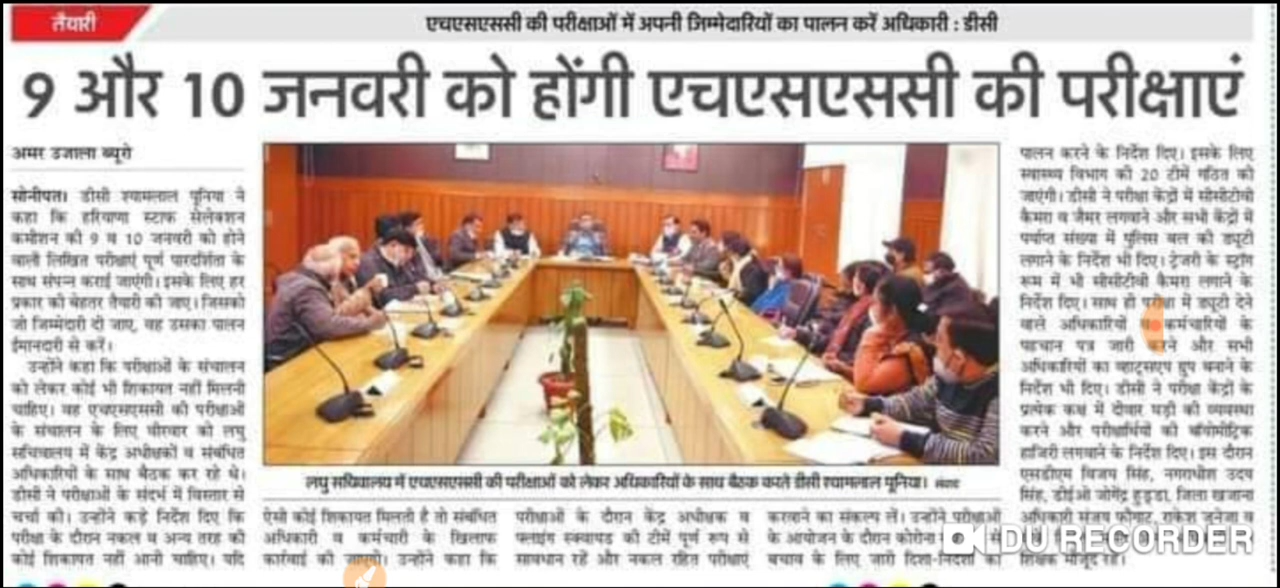 तैयारी
एचएसएससी की परीक्षाओं में अपनी जिम्मेदारियों का पालन करें अधिकारी : डीसी
9 और 10 जनवरी को होंगी एचएसएससी की परीक्षाएं
अमर उजाला ब्यूरो
सोनीपत। डीसी श्यामलाल पूनिया ने
कहा कि हरियाणा स्टाफ सेलेक्शन
कमीशन की 9 व 10 जनवरी को होने
वाली लिखित परीक्षाएं पूर्ण पारदर्शिता के
साथ संपन्न कराई जाएंगी। इसके लिए हर
प्रकार की बेहतर तैयारी की जाए। जिसको
जो जिम्मेदारी दी जाए, वह उसका पालन
ईमानदारी से करें।
उन्होंने कहा कि परीक्षाओं के संचालन
को लेकर कोई भी शिकायत नहीं मिलनी
चाहिए। वह एचएसएससी की परीक्षाओं
के संचालन के लिए वीरवार को लघु
सचिवालय में केंद्र अधीक्षकों व संबंधित
अधिकारियों के साथ बैठक कर रहे थे।
डीसी ने परीक्षाओं के संदर्भ में विस्तार से
चर्चा की। उन्होंने कड़े निर्देश दिए कि
परीक्षा के दौरान नकल व अन्य तरह की
कोई शिकायत नहीं आनी चाहिए। यदि
लघु सचिवालय में एचएसएससी की परीक्षाओं को लेकर अधिकारियों के साथ बैठक करते डीसी श्यामलाल पूनिया। संवाद
ऐसी कोई शिकायत मिलती है तो संबंधित
अधिकारी व कर्मचारी के खिलाफ
कार्रवाई की जाएगी। उन्होंने कहा कि
परीक्षाओं के दौरान केंद्र अधीक्षक व
फ्लाइंग स्क्वायड की टीमें पूर्ण रूप से
सावधान रहें और नकल रहित परीक्षाएं
करवाने का संकल्प लें। उन्होंने परीक्षाओं
के आयोजन के दौरान कोरोना से
बचाव के लिए जारी दिशा-निर्देशों का
पालन करने के निर्देश दिए। इसके लिए
स्वास्थ्य विभाग की 20 टीमें गठित की
जाएंगी। डीसी ने परीक्षा केंद्रों में सीसीटीवी
कैमरा व जैमर लगवाने और सभी केंद्रों में
पर्याप्त संख्या में पुलिस बल की ड्यूटी
लगाने के निर्देश भी दिए। ट्रेजरी के स्ट्रॉंग
रूम में भी सीसीटीवी कैमरा लगाने के
निर्देश दिए। साथ ही परीक्षा में ड्यूटी देने
वाले अधिकारियों व कर्मचारियों के
पहचान पत्र जारी करने और सभी
अधिकारियों का व्हाट्सएप ग्रुप बनाने के
निर्देश भी दिए। डीसी ने परीक्षा केंद्रों के
प्रत्येक कक्ष में दीवार घड़ी की व्यवस्था
करने और परीक्षार्थियों की बॉयोमीट्रिक
हाजिरी लगवाने के निर्देश दिए। इस दौरान
एसडीएम विजय सिंह, नगराधीश उदय
सिंह, डीईओ जोगेंद्र हुड्डा, जिला खजाना
अधिकारी संजय फौगाट, राकेश जुनेजा व
शिक्षक मौजूद रहे।
DU RECORDER